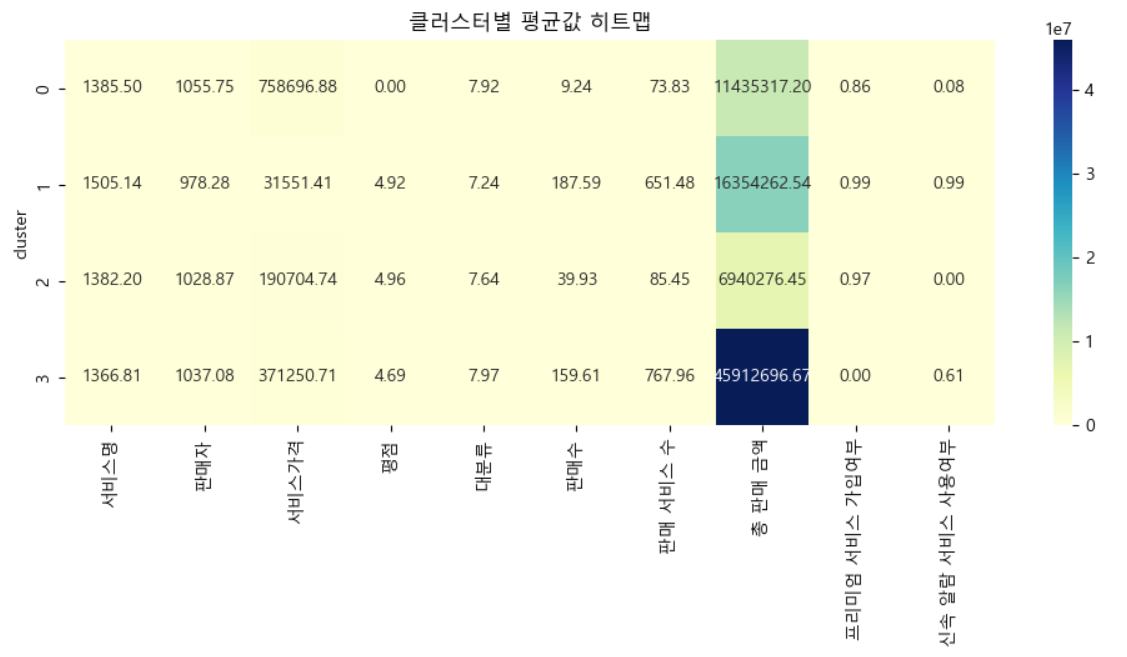 클러스터별 평균값 히트맵
1e7
0 1385.50 1055.75 758696.88 0.00 7.92 9.24 73.83 11435317.20 0.86 0.08
1 1505.14 978.28 31551.41 4.92 7.24 187.59 651.48 16354262.54 0.99 0.99
2 1382.20 1028.87 190704.74 4.96 7.64 39.93 85.45 6940276.45 0.97 0.00
3 1366.81 1037.08 371250.71 4.69 7.97 159.61 767.96 45912696.67 0.00 0.61
cluster
서비스명
판매자
서비스가격
평점
대분류
판매수
판매 서비스 수
총 판매 금액
프리미엄 서비스 가입여부
신속 알람 서비스 사용여부
4
3
2
1
0